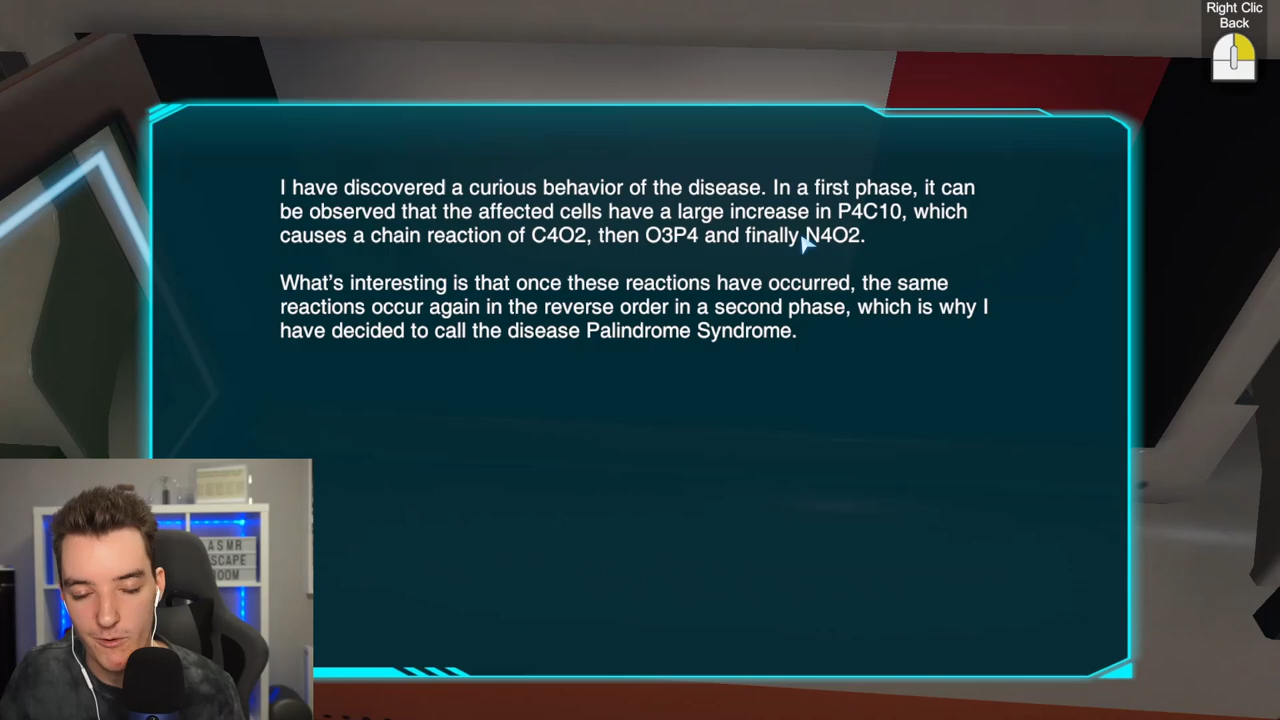 Right Clic
Back
I have discovered a curious behavior of the disease. In a first phase, it can
be observed that the affected cells have a large increase in P4C10, which
causes a chain reaction of C4O2, then O3P4 and finally N4O2.
What's interesting is that once these reactions have occurred, the same
reactions occur again in the reverse order in a second phase, which is why I
have decided to call the disease Palindrome Syndrome.
ASMR
ESCAPE
ROOM